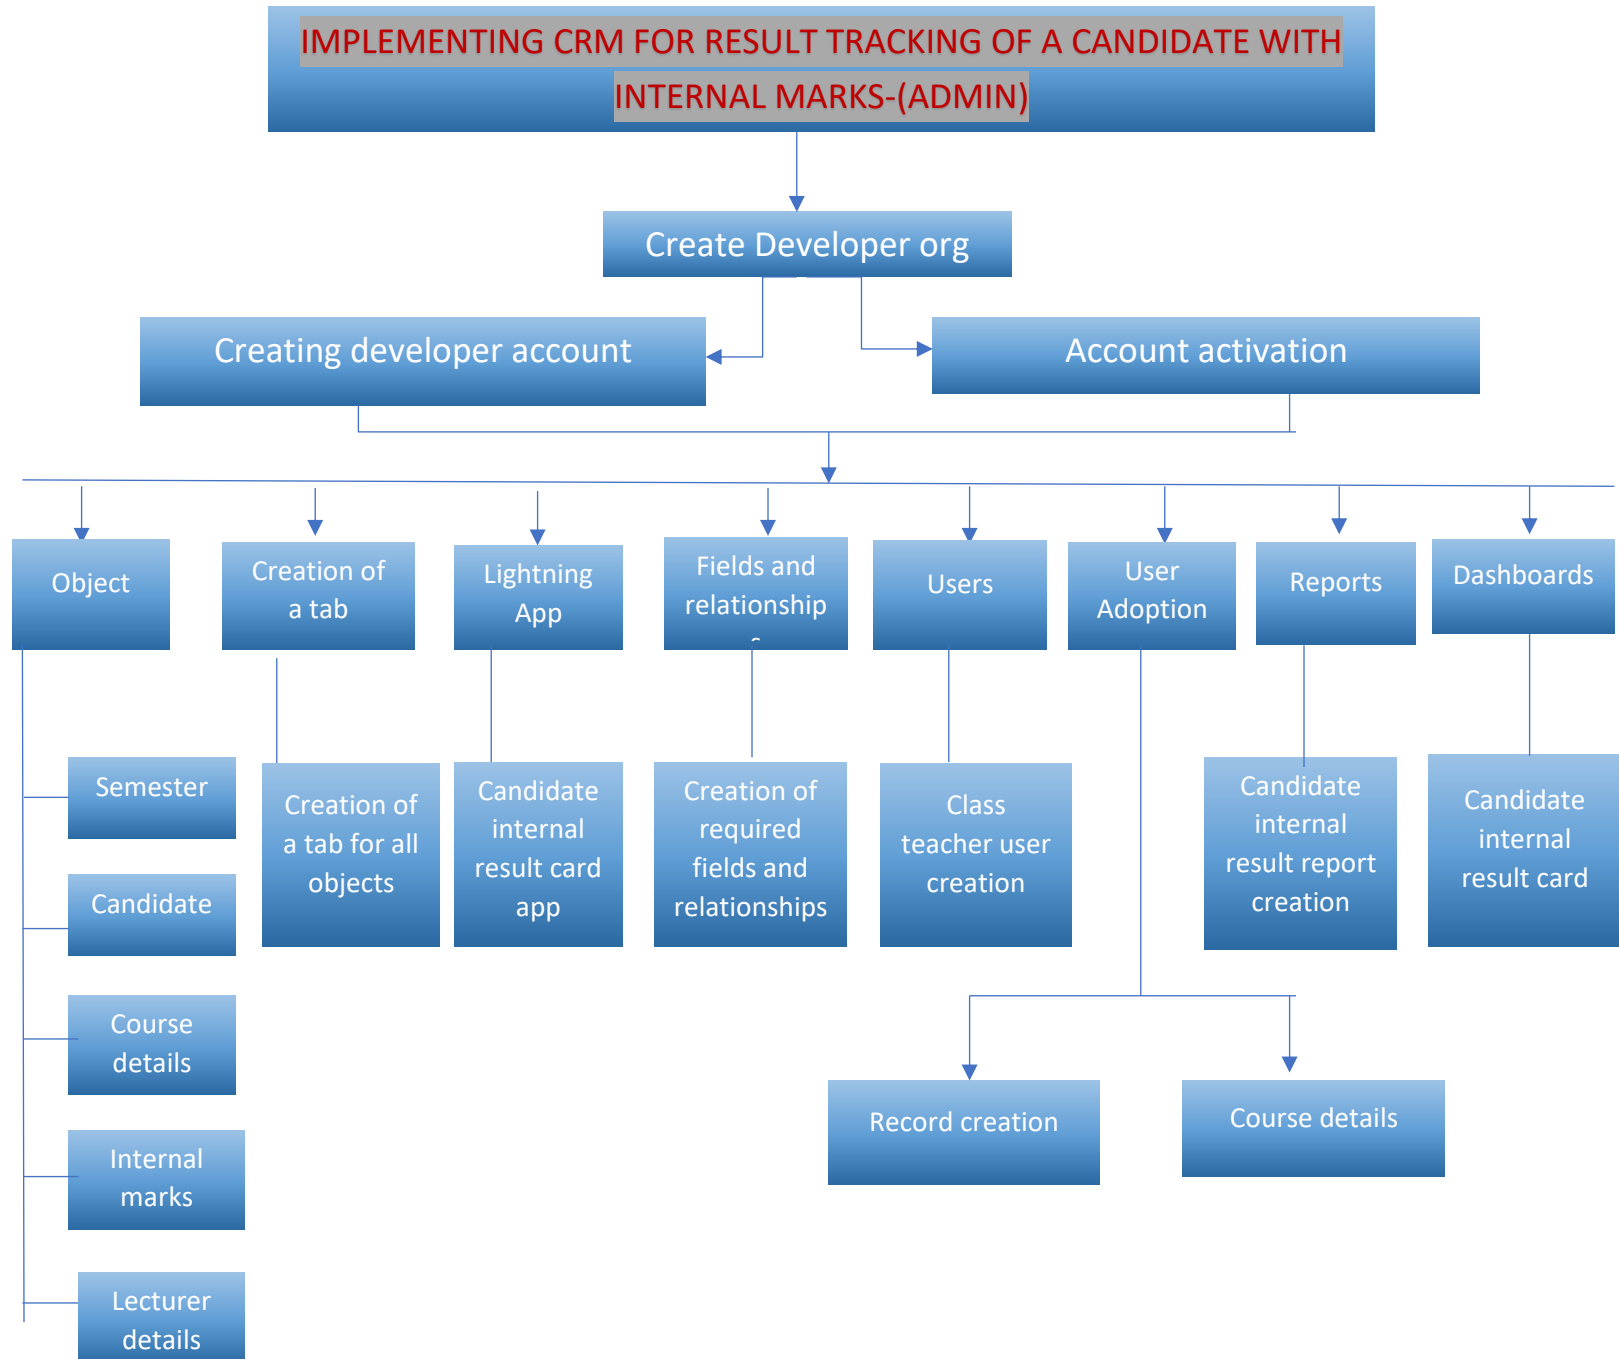 IMPLEMENTING CRM FOR RESULT TRACKING OF A CANDIDATE WITH
INTERNAL MARKS-(ADMIN)
Create Developer org
Creating developer account
Account activation
Object
Creation of
a tab
Lightning
App
Fields and
relationship
s
Users
User
Adoption
Reports
Dashboards
Semester
Candidate
Course
details
Internal
marks
Lecturer
details
Creation of
a tab for all
objects
Candidate
internal
result card
app
Creation of
required
fields and
relationships
Class
teacher user
creation
Candidate
internal
result report
creation
Candidate
internal
result card
Record creation
Course details